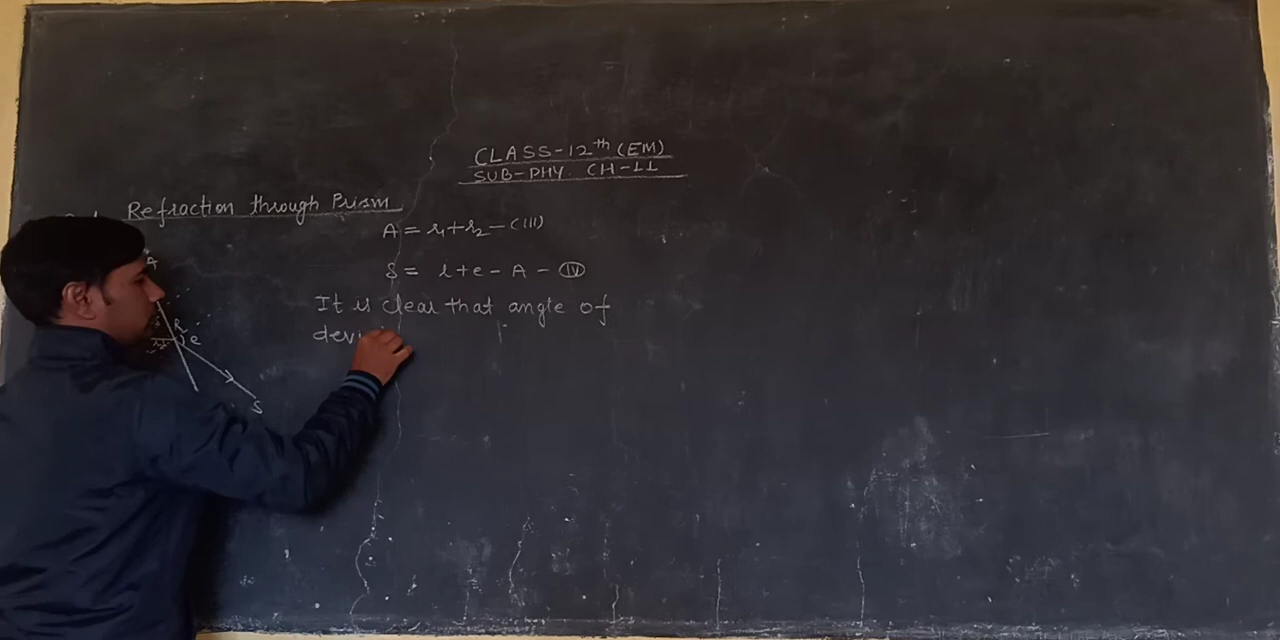 CLASS-12th (EM)
SUB-PHY. CH-11
Refraction through Prism
A = r1+r2 - (III)
δ = i+e - A - (IV)
It is clear that angle of
devi
A
R
e
S